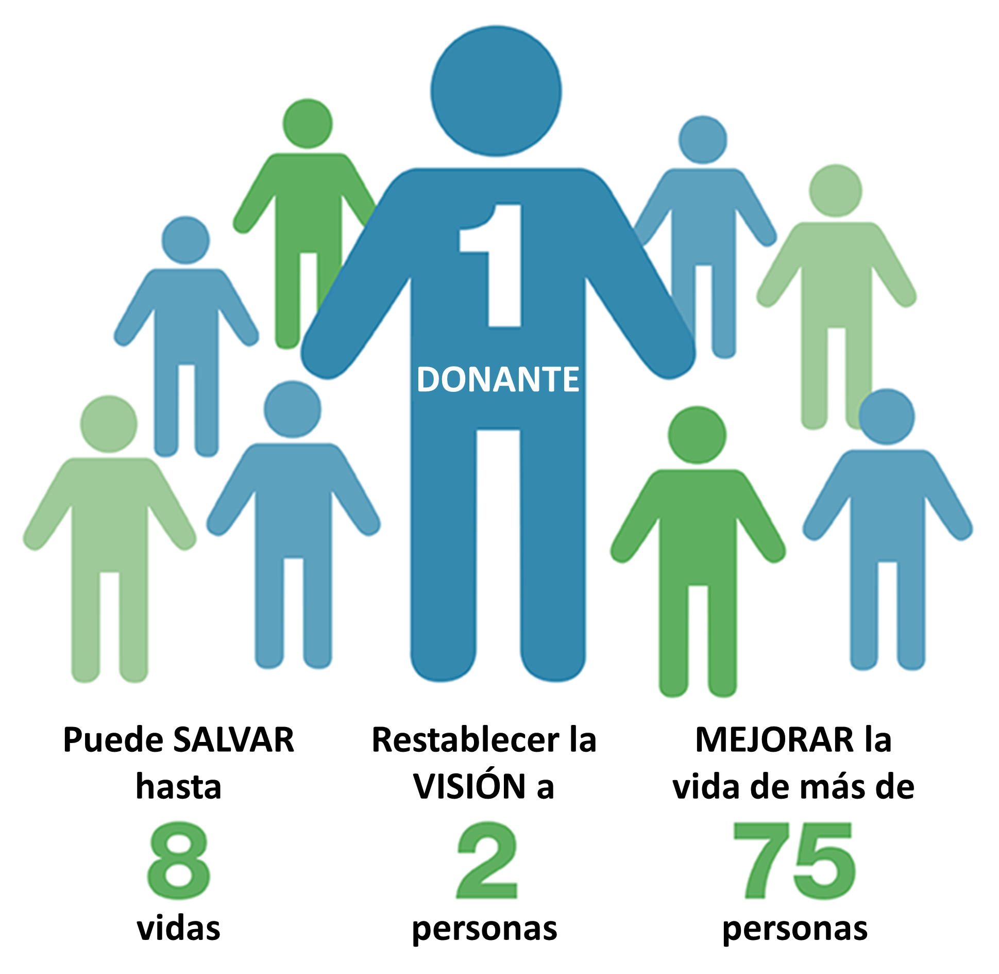 1
DONANTE
Puede SALVAR
hasta
8
vidas
Restablecer la
VISIÓN a
2
personas
MEJORAR la
vida de más de
75
personas